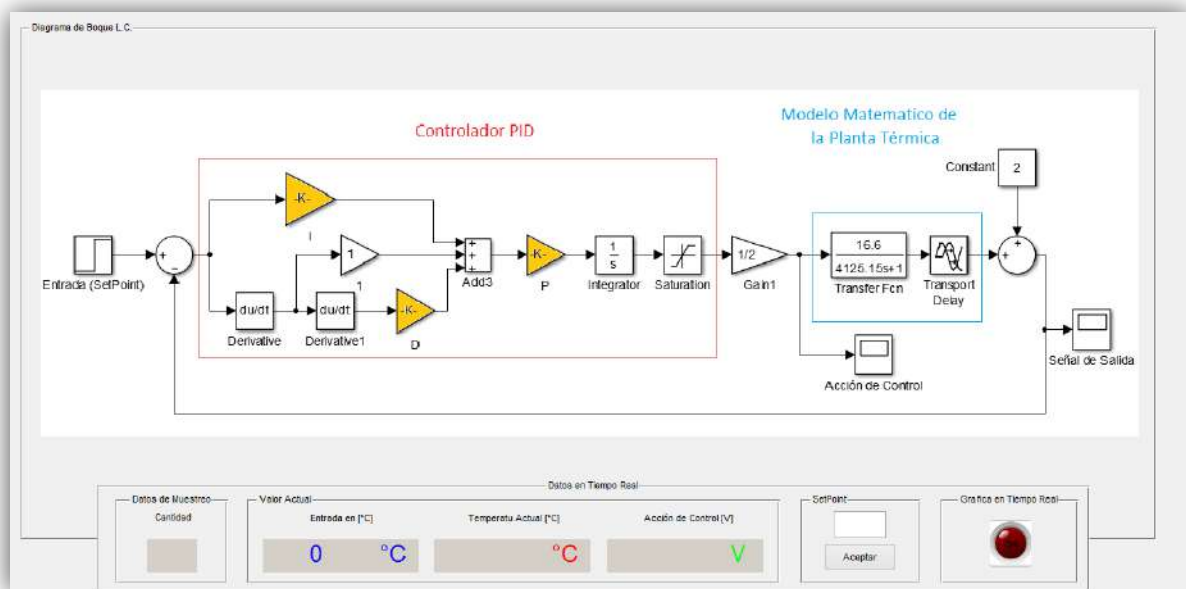 Diagrama de Boque L.C.
Controlador PID
Modelo Matematico de
la Planta Térmica
Constant
2
-K-
I
1
1
+
+
+
Add3
-K-
P
1
s
Integrator
Saturation
1/2
Gain1
16.6
4125.15s+1
Transfer Fcn
Transport
Delay
+
+
Entrada (SetPoint)
+
−
du/dt
Derivative
du/dt
Derivative1
-K-
D
Acción de Control
Señal de Salida
Datos en Tiempo Real
Datos de Muestreo
Cantidad
Valor Actual
Entrada en [°C]
0 °C
Temperatu Actual [°C]
°C
Acción de Control [V]
V
SetPoint
Aceptar
Grafica en Tiempo Real